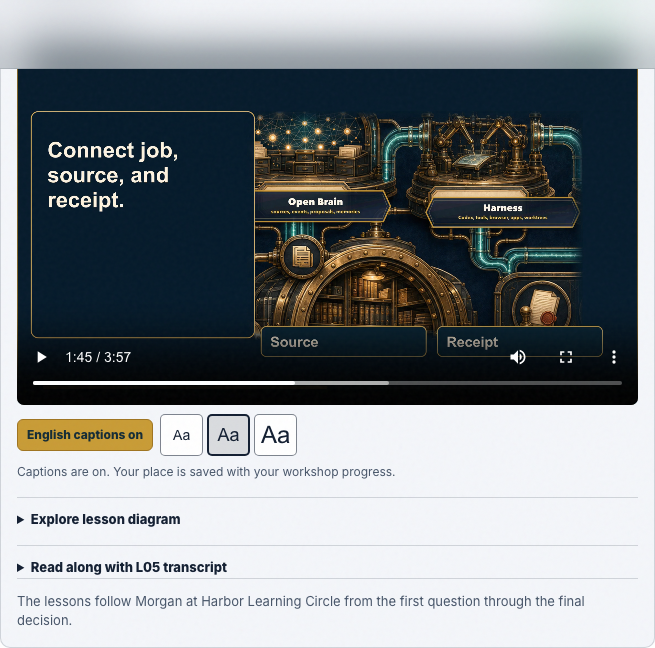 Connect job,
source, and
receipt.
Open Brain
sources, events, proposals, memories
Harness
Codex, tools, browser, apps, worktrees
Source
Receipt
1:45 / 3:57
English captions on
Aa
Aa
Aa
Captions are on. Your place is saved with your workshop progress.
Explore lesson diagram
Read along with L05 transcript
The lessons follow Morgan at Harbor Learning Circle from the first question through the final
decision.